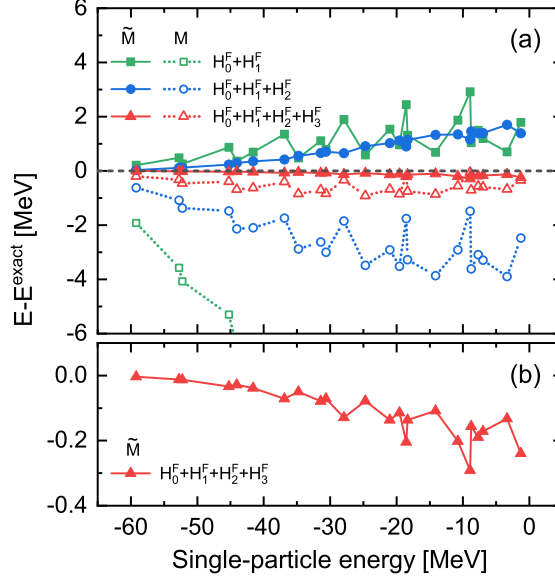 6
4
2
0
-2
-4
-6
E-E^exact [MeV]
M̃ M (a)
H₀^F+H₁^F
H₀^F+H₁^F+H₂^F
H₀^F+H₁^F+H₂^F+H₃^F
0.0
-0.2
-0.4
(b)
M̃
H₀^F+H₁^F+H₂^F+H₃^F
-60 -50 -40 -30 -20 -10 0
Single-particle energy [MeV]